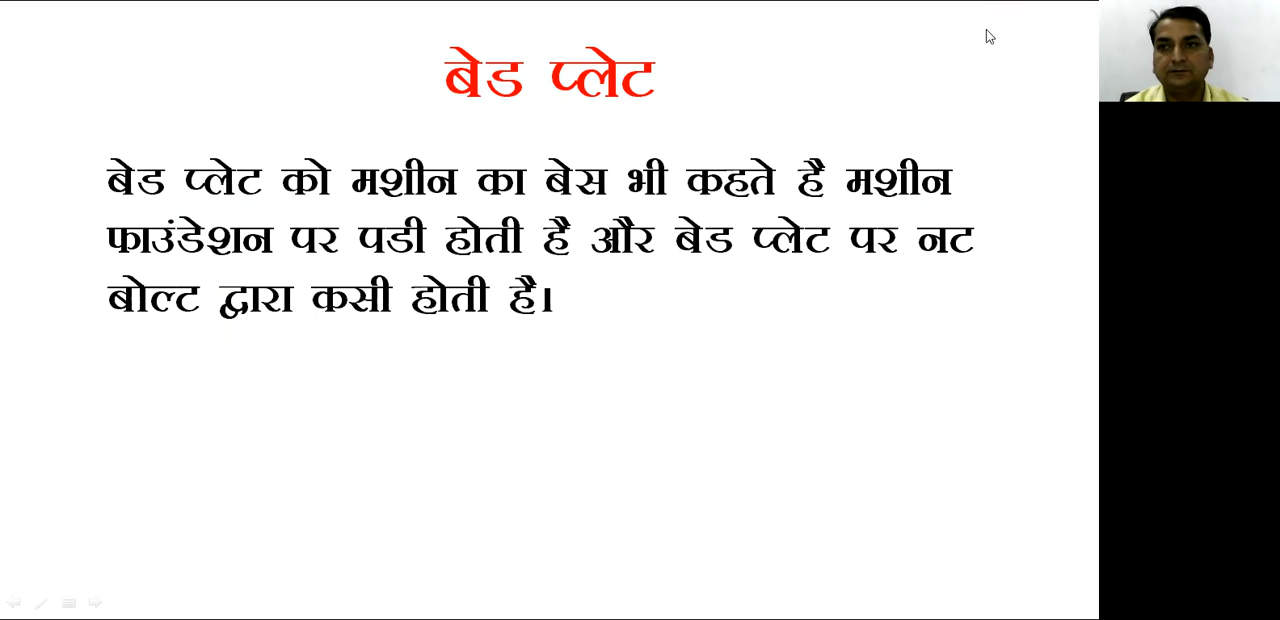 बेड प्लेट
बेड प्लेट को मशीन का बेस भी कहते हैं मशीन
फाउंडेशन पर पडी होती हैं और बेड प्लेट पर नट
बोल्ट द्वारा कसी होती हैं।